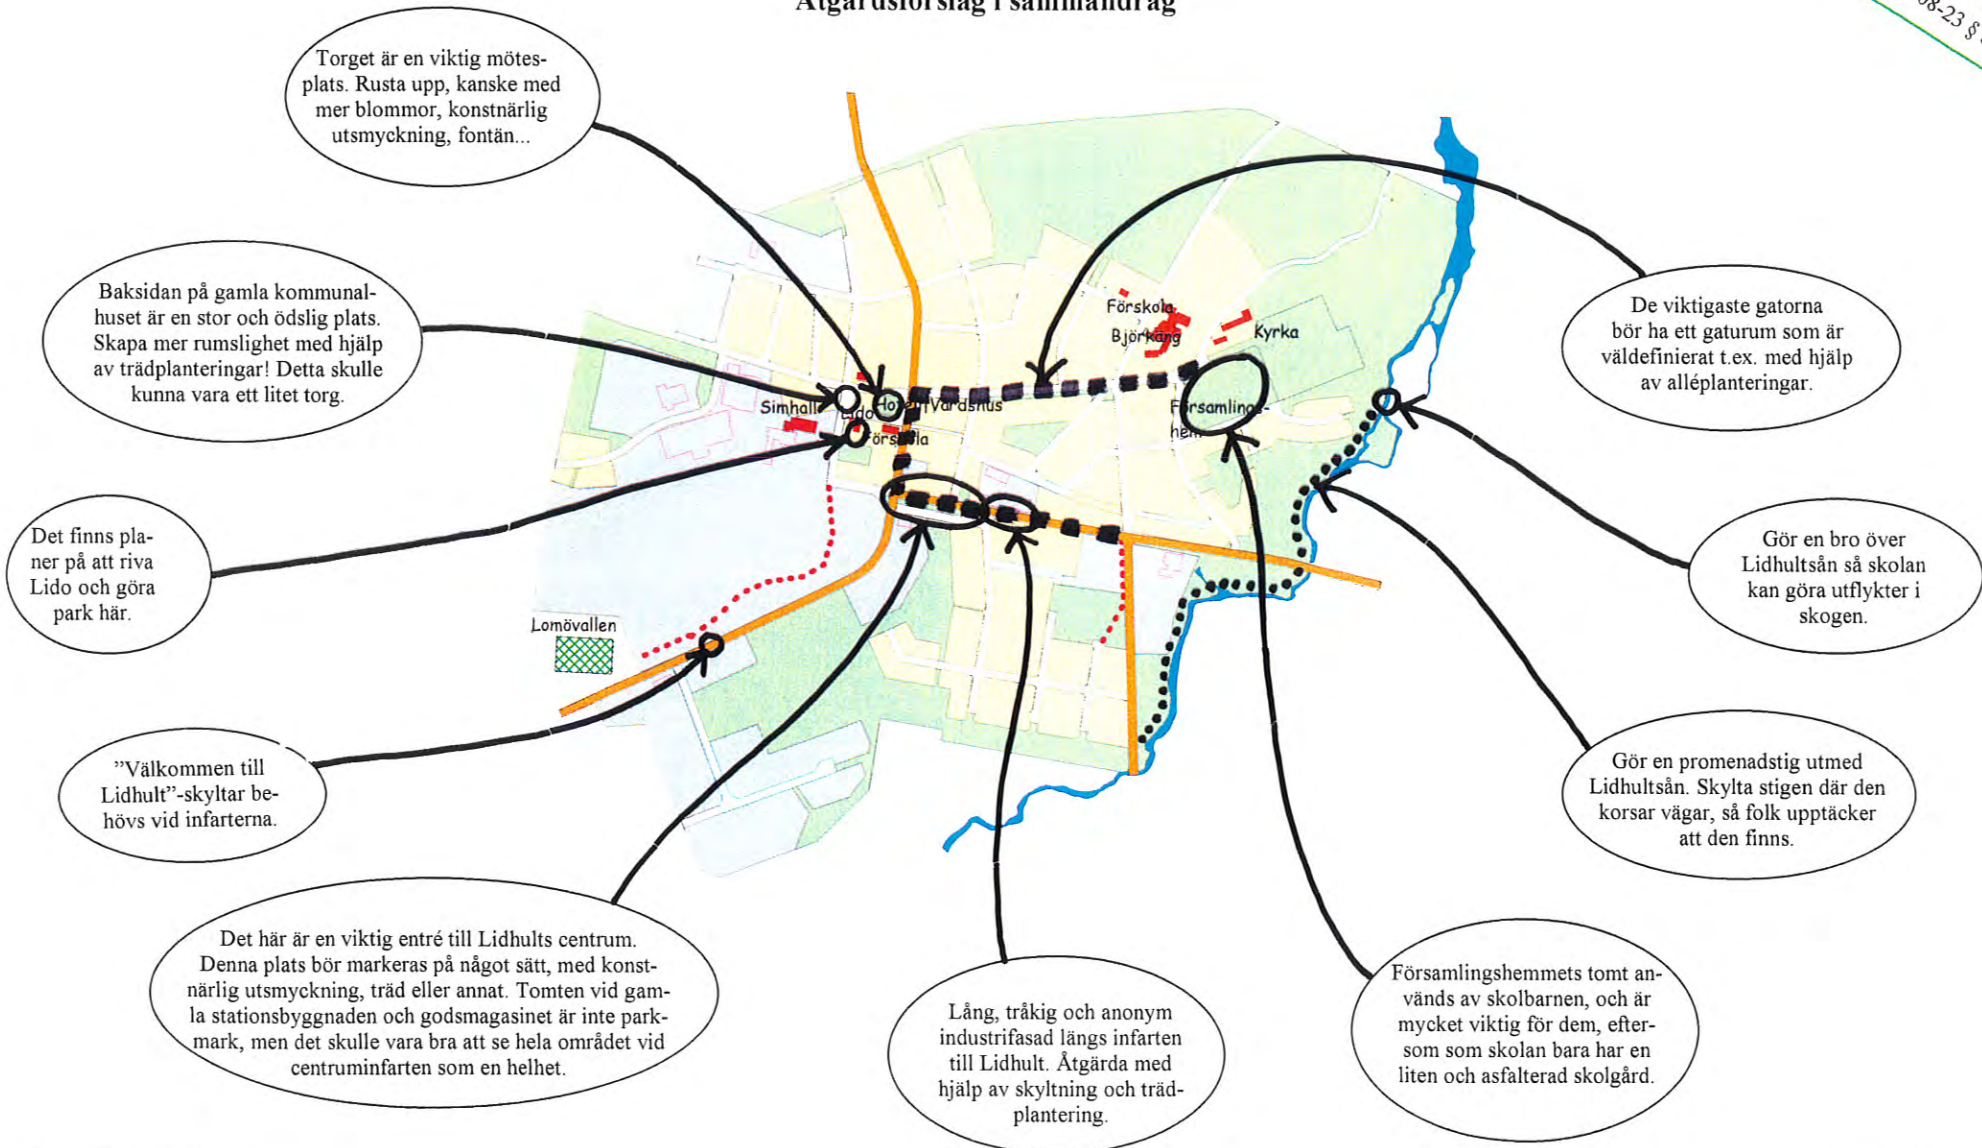 Åtgärdsförslag i sammandrag
08-23 §
Torget är en viktig mötes-
plats. Rusta upp, kanske med
mer blommor, konstnärlig
utsmyckning, fontän...
Baksidan på gamla kommunal-
huset är en stor och ödslig plats.
Skapa mer rumslighet med hjälp
av trädplanteringar! Detta skulle
kunna vara ett litet torg.
De viktigaste gatorna
bör ha ett gaturum som är
väldefinierat t.ex. med hjälp
av alléplanteringar.
Förskola
Björkäng
Kyrka
Simhall
Lido
Hotell
Värdshus
Förskola
Församlings-
hem
Det finns pla-
ner på att riva
Lido och göra
park här.
Gör en bro över
Lidhultsån så skolan
kan göra utflykter i
skogen.
Lomövallen
"Välkommen till
Lidhult"-skyltar be-
hövs vid infarterna.
Gör en promenadstig utmed
Lidhultsån. Skylta stigen där den
korsar vägar, så folk upptäcker
att den finns.
Det här är en viktig entré till Lidhults centrum.
Denna plats bör markeras på något sätt, med konst-
närlig utsmyckning, träd eller annat. Tomten vid gam-
la stationsbyggnaden och godsmagasinet är inte park-
mark, men det skulle vara bra att se hela området vid
centruminfarten som en helhet.
Lång, tråkig och anonym
industrifasad längs infarten
till Lidhult. Åtgärda med
hjälp av skyltning och träd-
plantering.
Församlingshemmets tomt an-
vänds av skolbarnen, och är
mycket viktig för dem, efter-
som som skolan bara har en
liten och asfalterad skolgård.